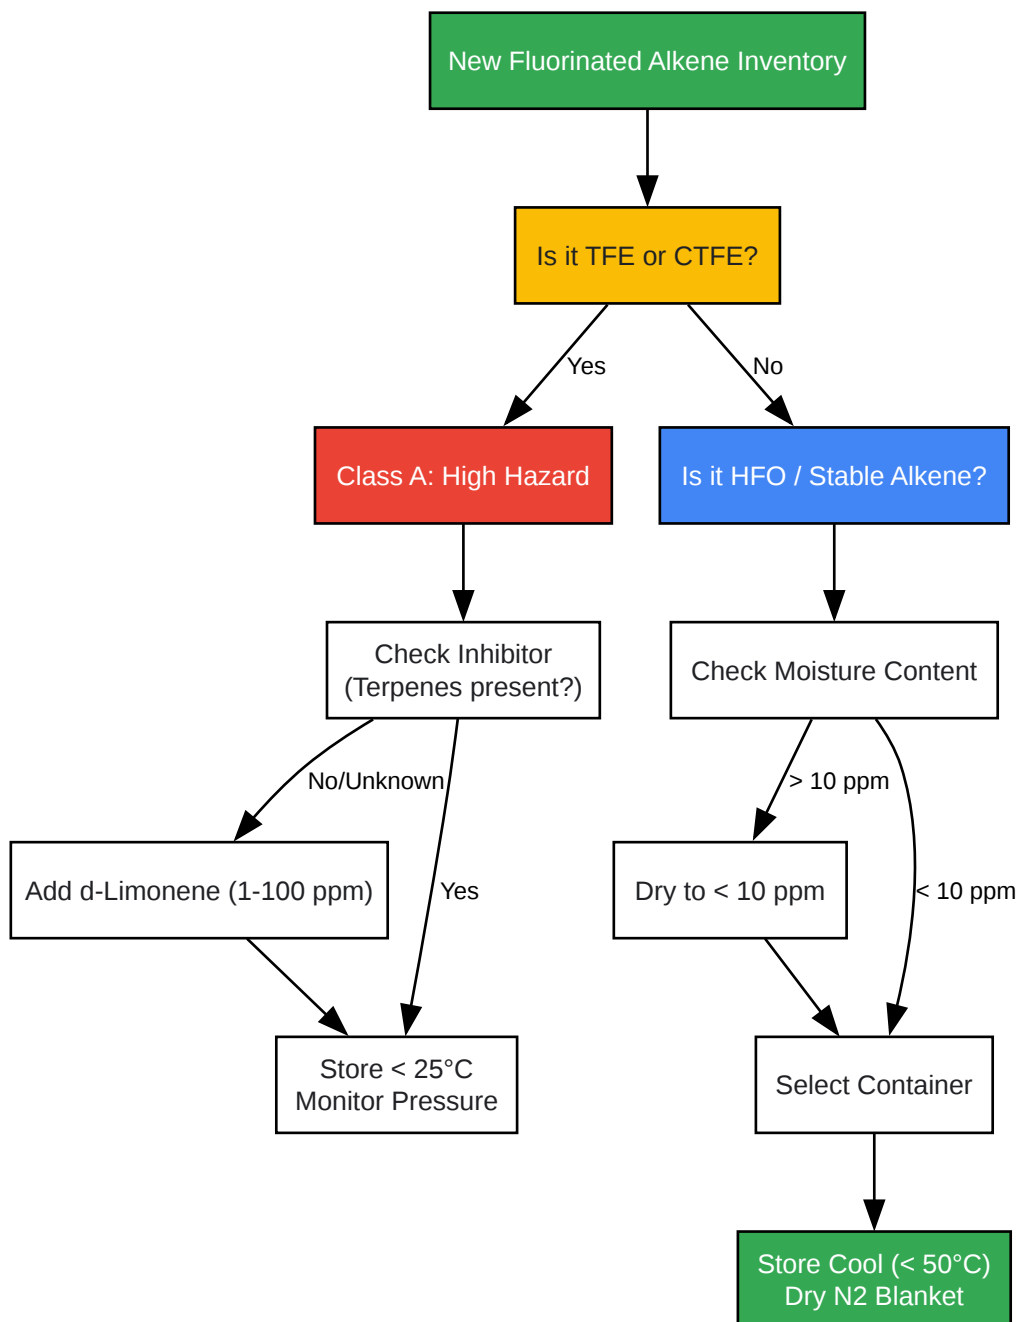 New Fluorinated Alkene Inventory
Is it TFE or CTFE?
Yes
No
Class A: High Hazard
Is it HFO / Stable Alkene?
Check Inhibitor
(Terpenes present?)
Check Moisture Content
No/Unknown
> 10 ppm
Add d-Limonene (1-100 ppm)
Yes
Dry to < 10 ppm
< 10 ppm
Store < 25°C
Monitor Pressure
Select Container
Store Cool (< 50°C)
Dry N2 Blanket